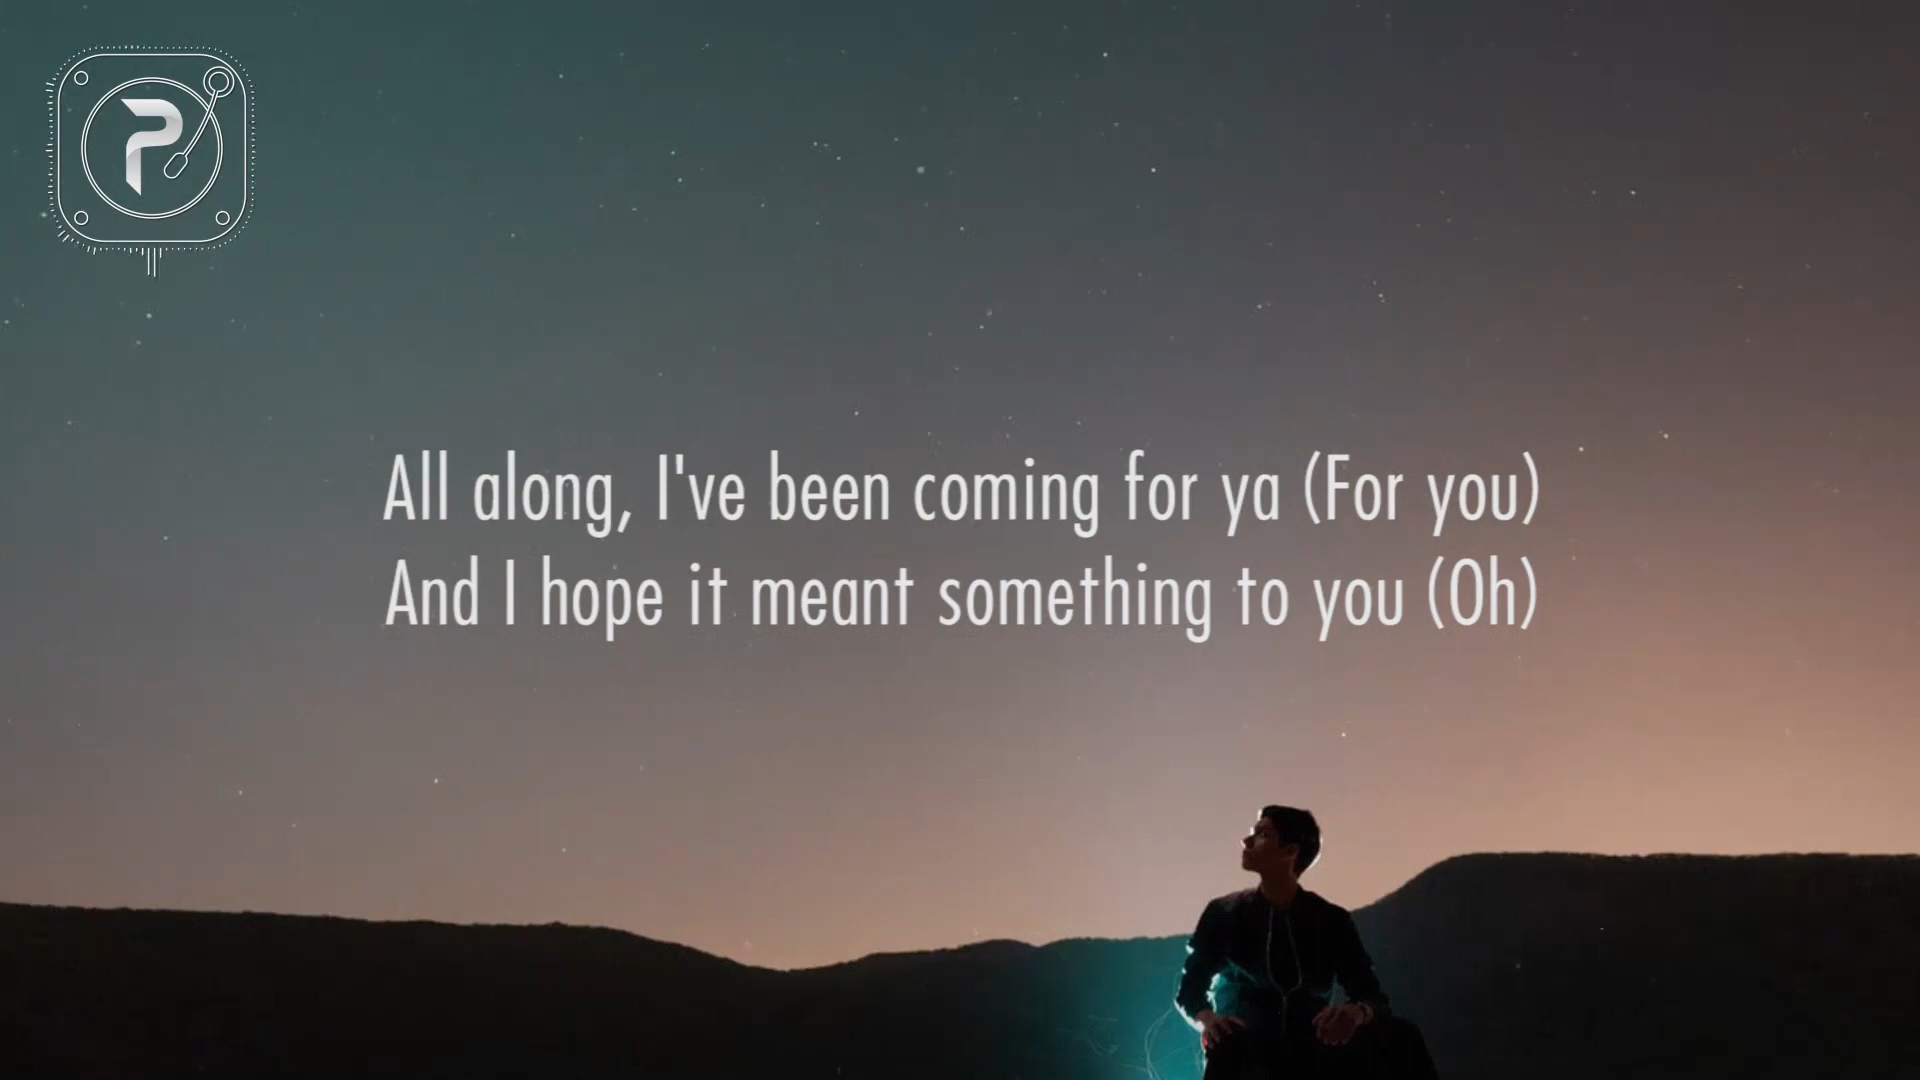 P
All along, I've been coming for ya (For you)
And I hope it meant something to you (Oh)